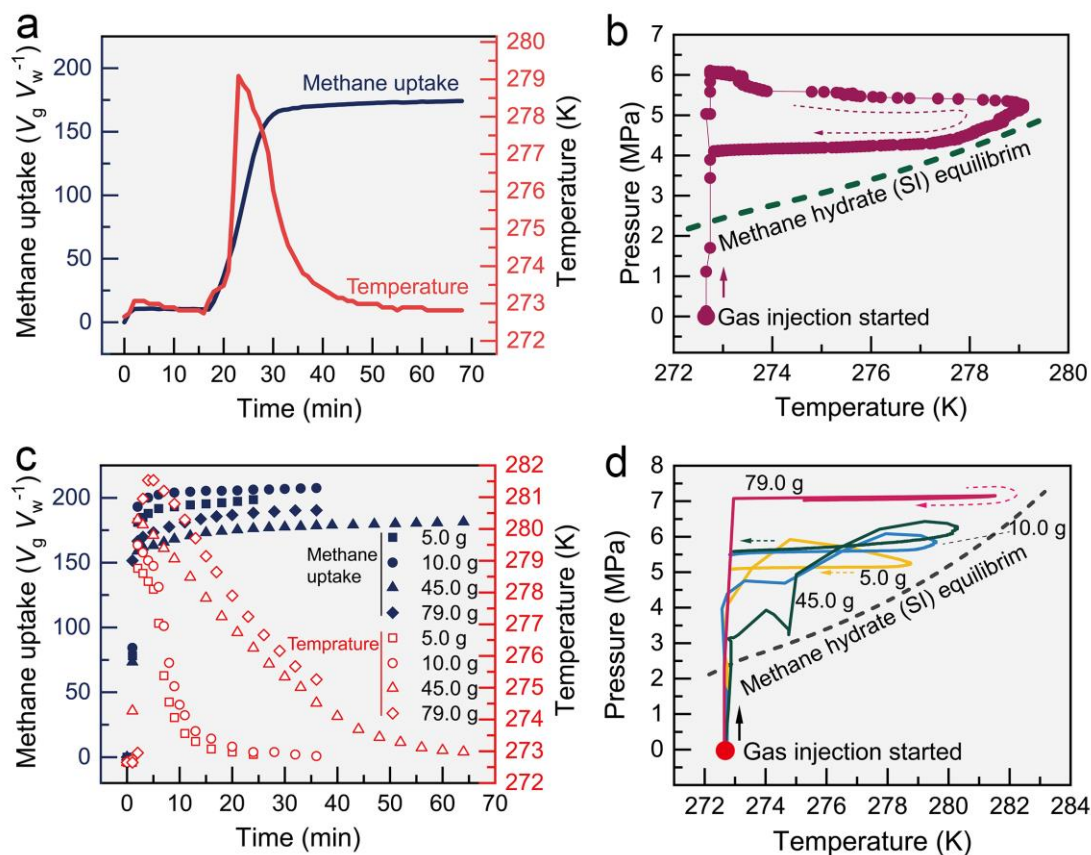 a
Methane uptake (Vg Vw⁻¹)
200
150
100
50
0
Methane uptake
Temperature
280
279
278
277
276
275
274
273
272
271
Temperature (K)
0 10 20 30 40 50 60 70
Time (min)
b
Pressure (MPa)
7
6
5
4
3
2
1
0
Methane hydrate (SI) equilibrim
Gas injection started
272 274 276 278 280
Temperature (K)
c
Methane uptake (Vg Vw⁻¹)
200
150
100
50
0
Methane uptake
5.0 g
10.0 g
45.0 g
79.0 g
Temprature
5.0 g
10.0 g
45.0 g
79.0 g
282
281
280
279
278
277
276
275
274
273
272
Temperature (K)
0 10 20 30 40 50 60 70
Time (min)
d
Pressure (MPa)
8
7
6
5
4
3
2
1
0
79.0 g
10.0 g
5.0 g
45.0 g
Methane hydrate (SI) equilibrim
Gas injection started
272 274 276 278 280 282 284
Temperature (K)